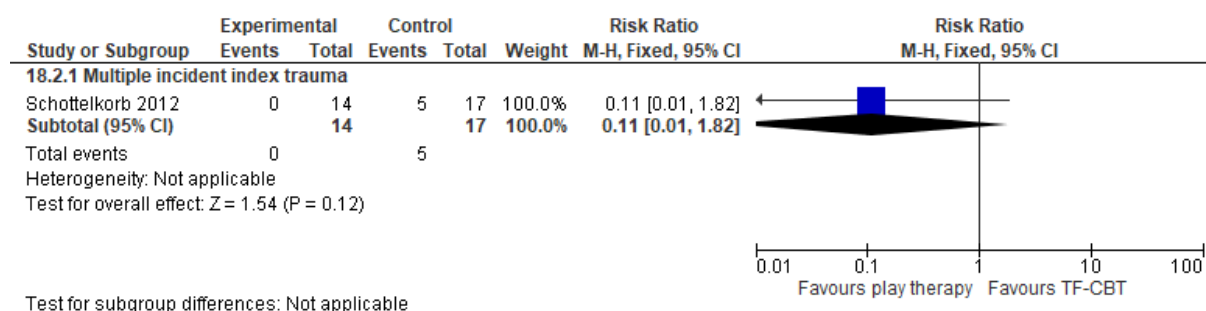 Experimental Control Risk Ratio Risk Ratio
Study or Subgroup Events Total Events Total Weight M-H, Fixed, 95% CI M-H, Fixed, 95% CI
18.2.1 Multiple incident index trauma
Schottelkorb 2012 0 14 5 17 100.0% 0.11 [0.01, 1.82]
Subtotal (95% CI) 14 17 100.0% 0.11 [0.01, 1.82]
Total events 0 5
Heterogeneity: Not applicable
Test for overall effect: Z = 1.54 (P = 0.12)
0.01 0.1 1 10 100
Favours play therapy Favours TF-CBT
Test for subgroup differences: Not applicable